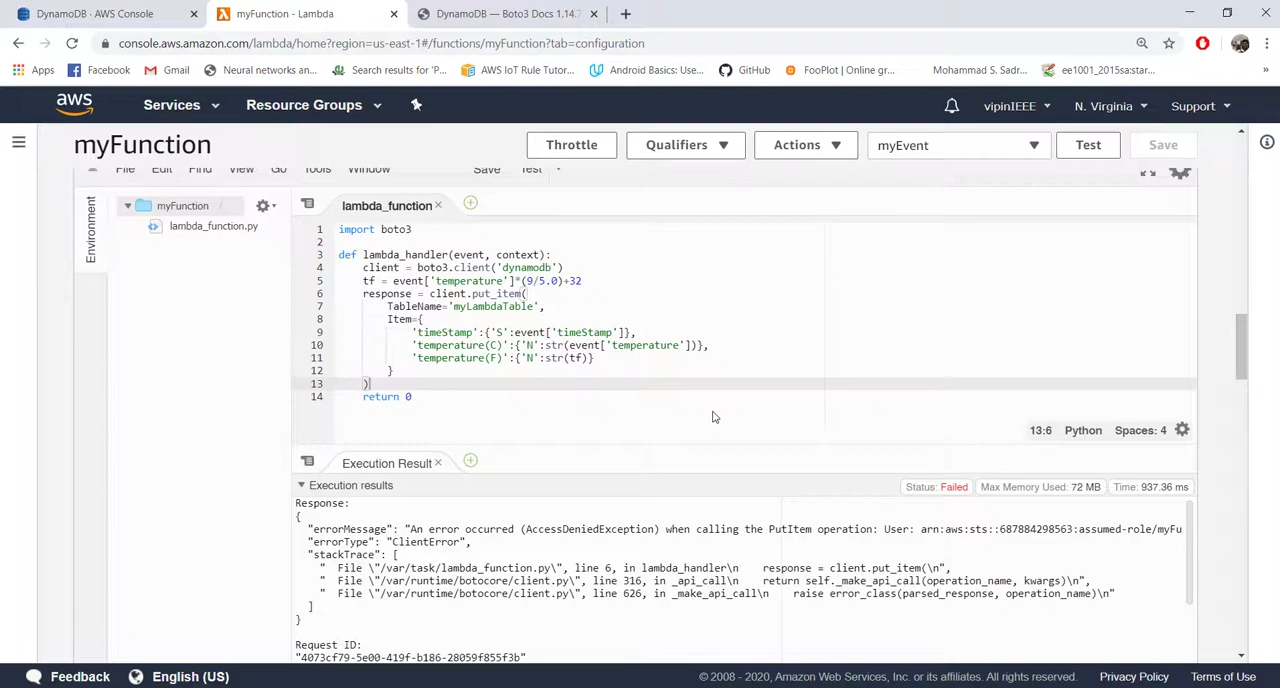 DynamoDB · AWS Console
myFunction - Lambda
DynamoDB — Boto3 Docs 1.14.7
console.aws.amazon.com/lambda/home?region=us-east-1#/functions/myFunction?tab=configuration
Apps Facebook Gmail Neural networks an... Search results for 'P... AWS IoT Rule Tutor... Android Basics: Use... GitHub FooPlot | Online gr... Mohammad S. Sadr... ee1001_2015sa:star... »
aws Services Resource Groups vipinIEEE N. Virginia Support
myFunction Throttle Qualifiers Actions myEvent Test Save
File Edit Find View Go Tools Window Save Test
Environment
myFunction
lambda_function.py
lambda_function
1 import boto3
2
3 def lambda_handler(event, context):
4 client = boto3.client('dynamodb')
5 tf = event['temperature']*(9/5.0)+32
6 response = client.put_item(
7 TableName='myLambdaTable',
8 Item={
9 'timeStamp':{'S':event['timeStamp']},
10 'temperature(C)':{'N':str(event['temperature'])},
11 'temperature(F)':{'N':str(tf)}
12 }
13 )
14 return 0
13:6 Python Spaces: 4
Execution Result
Execution results Status: Failed Max Memory Used: 72 MB Time: 937.36 ms
Response:
{
"errorMessage": "An error occurred (AccessDeniedException) when calling the PutItem operation: User: arn:aws:sts::687884298563:assumed-role/myFu
"errorType": "ClientError",
"stackTrace": [
" File \"/var/task/lambda_function.py\", line 6, in lambda_handler\n response = client.put_item(\n",
" File \"/var/runtime/botocore/client.py\", line 316, in _api_call\n return self._make_api_call(operation_name, kwargs)\n",
" File \"/var/runtime/botocore/client.py\", line 626, in _make_api_call\n raise error_class(parsed_response, operation_name)\n"
]
}
Request ID:
"4073cf79-5e00-419f-b186-28059f855f3b"
Feedback English (US) © 2008 - 2020, Amazon Web Services, Inc. or its affiliates. All rights reserved. Privacy Policy Terms of Use